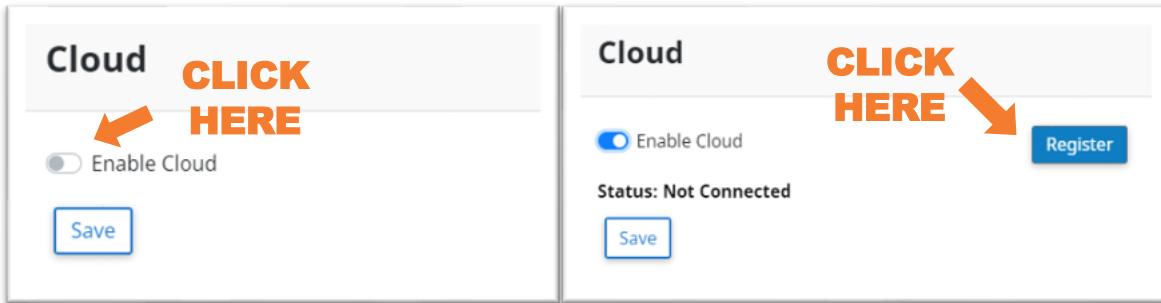 Cloud
CLICK
HERE
Enable Cloud
Save
Cloud
CLICK
HERE
Enable Cloud
Register
Status: Not Connected
Save